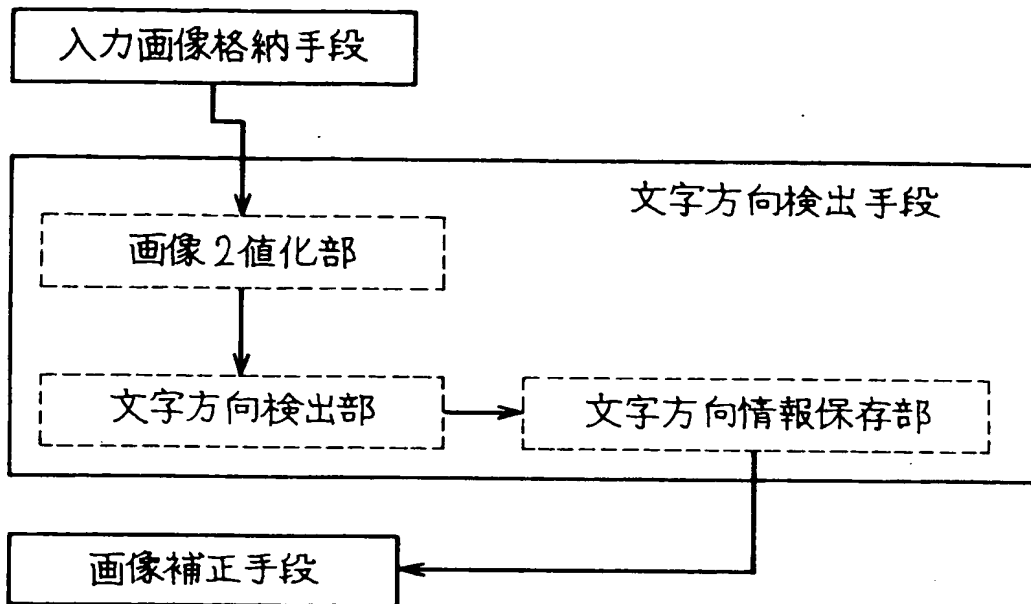 入力画像格納手段
文字方向検出手段
画像2値化部
文字方向検出部
文字方向情報保存部
画像補正手段